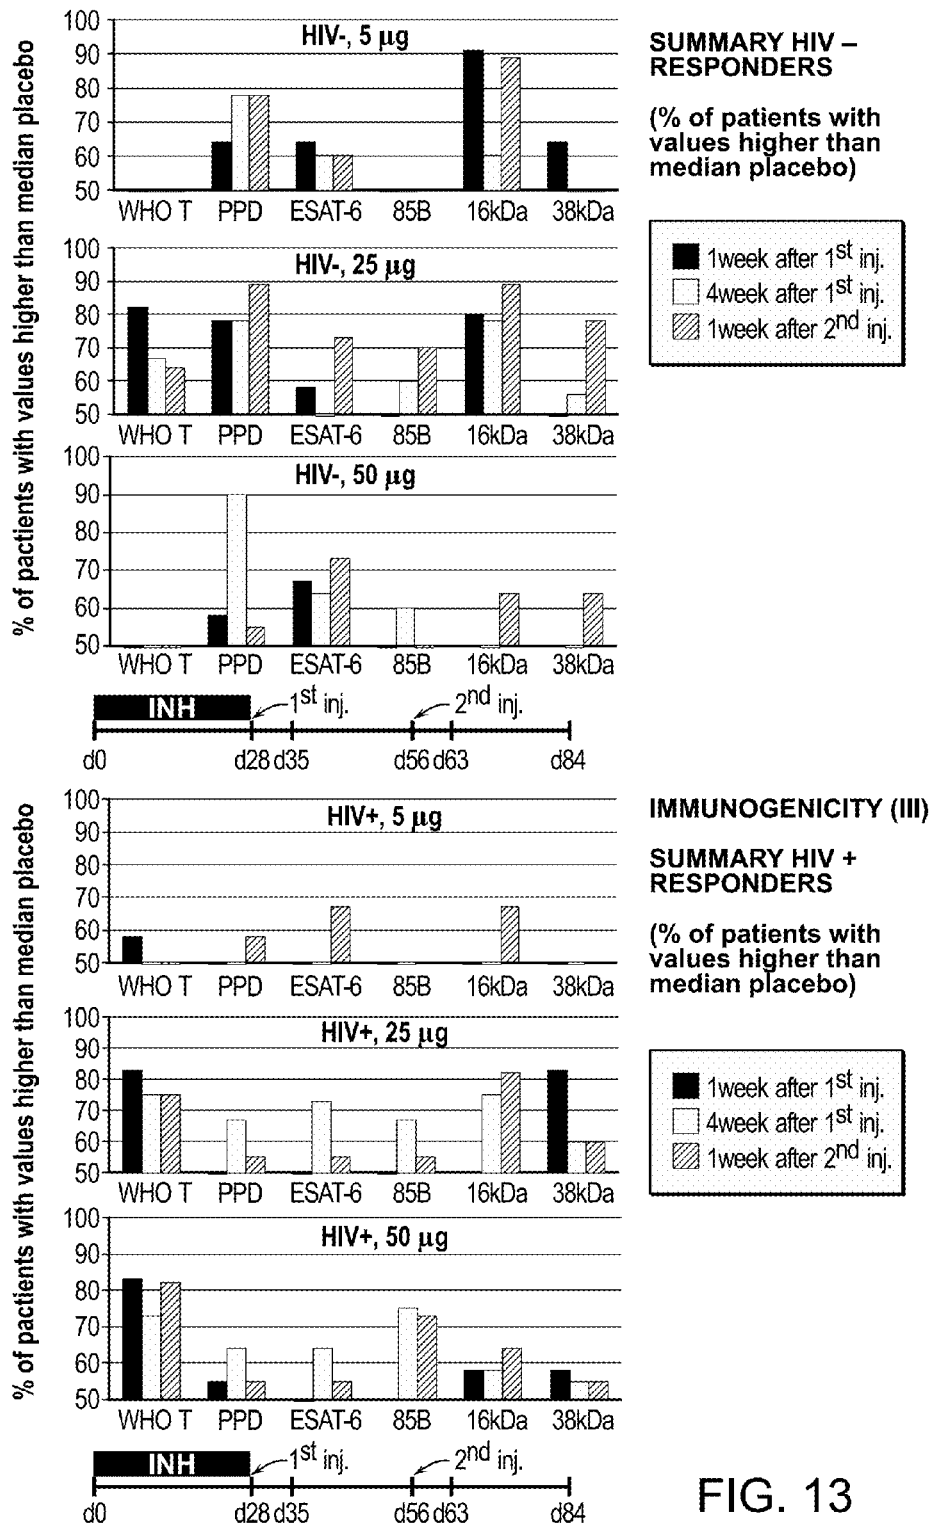 % of pactients with values higher than median placebo
HIV-, 5 µg
100
90
80
70
60
50
WHO T PPD ESAT-6 85B 16kDa 38kDa
HIV-, 25 µg
100
90
80
70
60
50
WHO T PPD ESAT-6 85B 16kDa 38kDa
HIV-, 50 µg
100
90
80
70
60
50
WHO T PPD ESAT-6 85B 16kDa 38kDa
SUMMARY HIV –
RESPONDERS
(% of patients with
values higher than
median placebo)
1week after 1st inj.
4week after 1st inj.
1week after 2nd inj.
INH 1st inj. 2nd inj.
d0 d28 d35 d56 d63 d84
% of pactients with values higher than median placebo
HIV+, 5 µg
100
90
80
70
60
50
WHO T PPD ESAT-6 85B 16kDa 38kDa
HIV+, 25 µg
100
90
80
70
60
50
WHO T PPD ESAT-6 85B 16kDa 38kDa
HIV+, 50 µg
100
90
80
70
60
50
WHO T PPD ESAT-6 85B 16kDa 38kDa
IMMUNOGENICITY (III)
SUMMARY HIV +
RESPONDERS
(% of patients with
values higher than
median placebo)
1week after 1st inj.
4week after 1st inj.
1week after 2nd inj.
INH 1st inj. 2nd inj.
d0 d28 d35 d56 d63 d84
FIG. 13